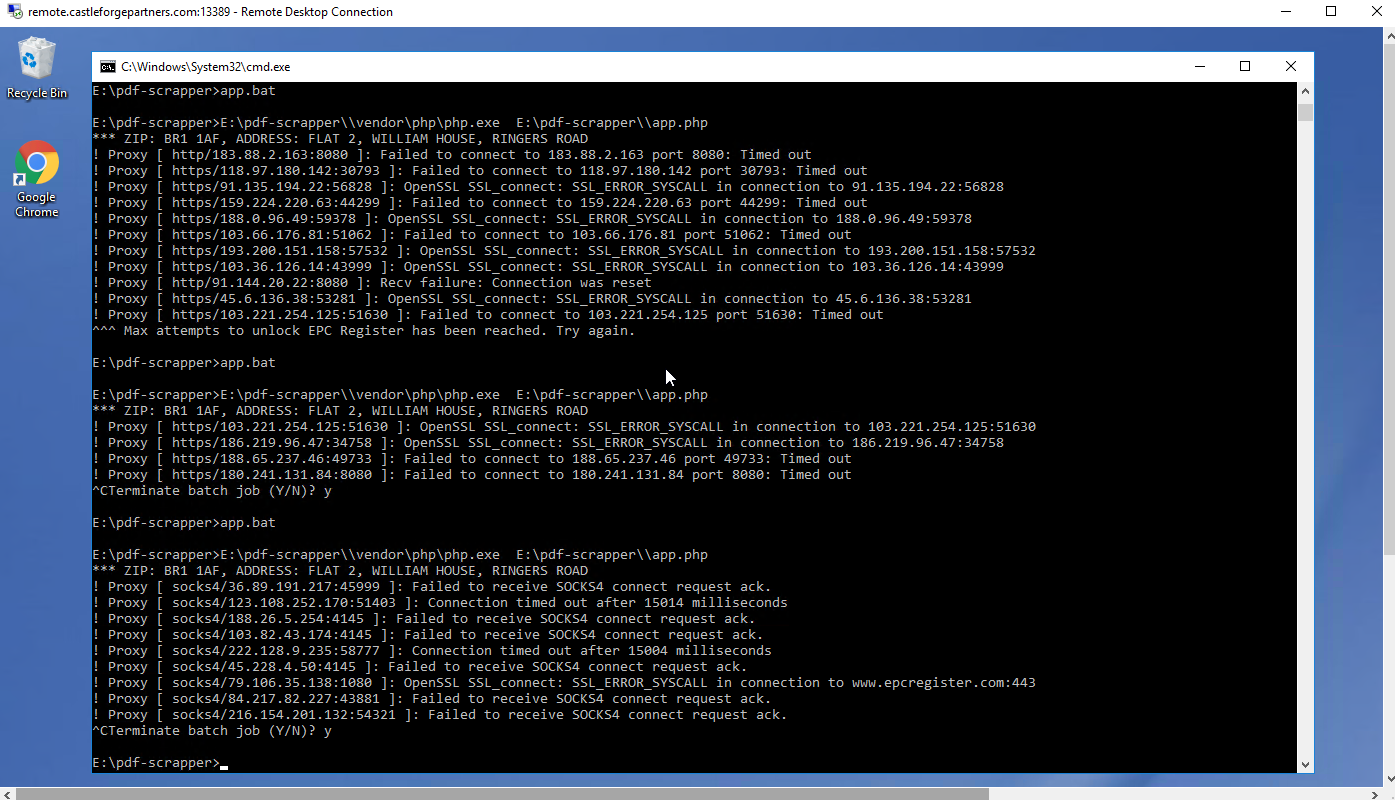 remote.castleforgepartners.com:13389 - Remote Desktop Connection
Recycle Bin
Google
Chrome
C:\Windows\System32\cmd.exe
E:\pdf-scrapper>app.bat
E:\pdf-scrapper>E:\pdf-scrapper\\vendor\php\php.exe  E:\pdf-scrapper\\app.php
*** ZIP: BR1 1AF, ADDRESS: FLAT 2, WILLIAM HOUSE, RINGERS ROAD
! Proxy [ http/183.88.2.163:8080 ]: Failed to connect to 183.88.2.163 port 8080: Timed out
! Proxy [ https/118.97.180.142:30793 ]: Failed to connect to 118.97.180.142 port 30793: Timed out
! Proxy [ https/91.135.194.22:56828 ]: OpenSSL SSL_connect: SSL_ERROR_SYSCALL in connection to 91.135.194.22:56828
! Proxy [ https/159.224.220.63:44299 ]: Failed to connect to 159.224.220.63 port 44299: Timed out
! Proxy [ https/188.0.96.49:59378 ]: OpenSSL SSL_connect: SSL_ERROR_SYSCALL in connection to 188.0.96.49:59378
! Proxy [ https/103.66.176.81:51062 ]: Failed to connect to 103.66.176.81 port 51062: Timed out
! Proxy [ https/193.200.151.158:57532 ]: OpenSSL SSL_connect: SSL_ERROR_SYSCALL in connection to 193.200.151.158:57532
! Proxy [ https/103.36.126.14:43999 ]: OpenSSL SSL_connect: SSL_ERROR_SYSCALL in connection to 103.36.126.14:43999
! Proxy [ http/91.144.20.22:8080 ]: Recv failure: Connection was reset
! Proxy [ https/45.6.136.38:53281 ]: OpenSSL SSL_connect: SSL_ERROR_SYSCALL in connection to 45.6.136.38:53281
! Proxy [ https/103.221.254.125:51630 ]: Failed to connect to 103.221.254.125 port 51630: Timed out
^^^ Max attempts to unlock EPC Register has been reached. Try again.
E:\pdf-scrapper>app.bat
E:\pdf-scrapper>E:\pdf-scrapper\\vendor\php\php.exe  E:\pdf-scrapper\\app.php
*** ZIP: BR1 1AF, ADDRESS: FLAT 2, WILLIAM HOUSE, RINGERS ROAD
! Proxy [ https/103.221.254.125:51630 ]: OpenSSL SSL_connect: SSL_ERROR_SYSCALL in connection to 103.221.254.125:51630
! Proxy [ https/186.219.96.47:34758 ]: OpenSSL SSL_connect: SSL_ERROR_SYSCALL in connection to 186.219.96.47:34758
! Proxy [ https/188.65.237.46:49733 ]: Failed to connect to 188.65.237.46 port 49733: Timed out
! Proxy [ https/180.241.131.84:8080 ]: Failed to connect to 180.241.131.84 port 8080: Timed out
^CTerminate batch job (Y/N)? y
E:\pdf-scrapper>app.bat
E:\pdf-scrapper>E:\pdf-scrapper\\vendor\php\php.exe  E:\pdf-scrapper\\app.php
*** ZIP: BR1 1AF, ADDRESS: FLAT 2, WILLIAM HOUSE, RINGERS ROAD
! Proxy [ socks4/36.89.191.217:45999 ]: Failed to receive SOCKS4 connect request ack.
! Proxy [ socks4/123.108.252.170:51403 ]: Connection timed out after 15014 milliseconds
! Proxy [ socks4/188.26.5.254:4145 ]: Failed to receive SOCKS4 connect request ack.
! Proxy [ socks4/103.82.43.174:4145 ]: Failed to receive SOCKS4 connect request ack.
! Proxy [ socks4/222.128.9.235:58777 ]: Connection timed out after 15004 milliseconds
! Proxy [ socks4/45.228.4.50:4145 ]: Failed to receive SOCKS4 connect request ack.
! Proxy [ socks4/79.106.35.138:1080 ]: OpenSSL SSL_connect: SSL_ERROR_SYSCALL in connection to www.epcregister.com:443
! Proxy [ socks4/84.217.82.227:43881 ]: Failed to receive SOCKS4 connect request ack.
! Proxy [ socks4/216.154.201.132:54321 ]: Failed to receive SOCKS4 connect request ack.
^CTerminate batch job (Y/N)? y
E:\pdf-scrapper>